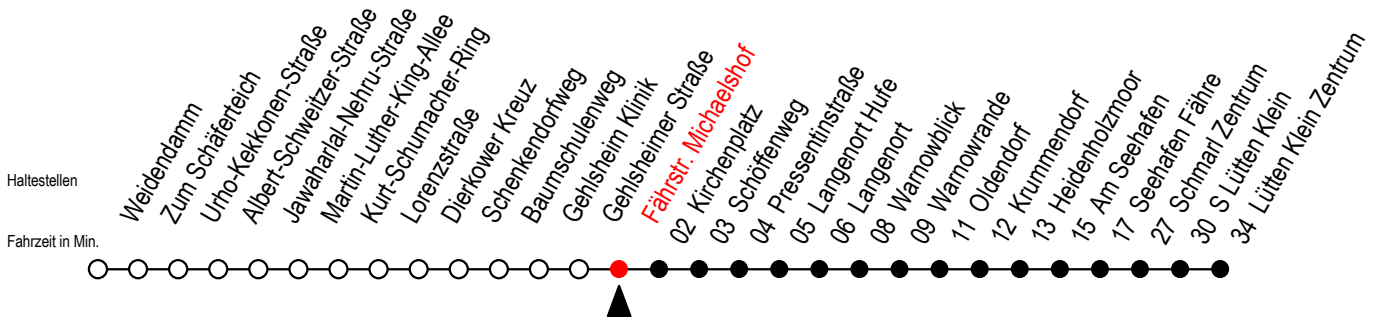 Haltestellen
Fahrzeit in Min.
Weidendamm
Zum Schäferteich
Urho-Kekkonen-Straße
Albert-Schweitzer-Straße
Jawaharlal-Nehru-Straße
Martin-Luther-King-Allee
Kurt-Schumacher-Ring
Lorenzstraße
Dierkower Kreuz
Schenkendorfweg
Baumschulenweg
Gehlsheim Klinik
Gehlsheimer Straße
Fährstr. Michaelshof
02 Kirchenplatz
03 Schöffenweg
04 Pressentinstraße
05 Langenort Hufe
06 Langenort
08 Warnowblick
09 Warnowrande
11 Oldendorf
12 Krummendorf
13 Heidenholzmoor
15 Am Seehafen
17 Seehafen Fähre
27 Schmarl Zentrum
30 S Lütten Klein
34 Lütten Klein Zentrum